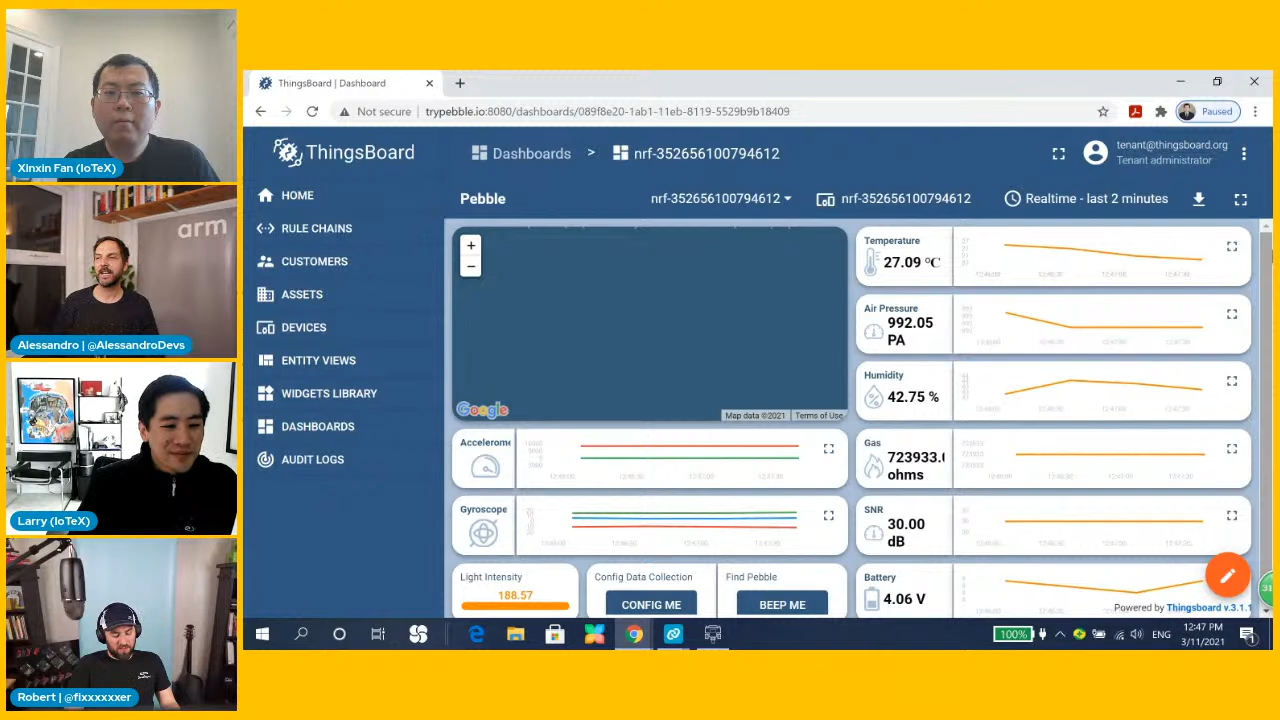 Xinxin Fan (IoTeX)
arm
Alessandro | @AlessandroDevs
Larry (IoTeX)
Robert | @fixxxxxxer
ThingsBoard | Dashboard
Not secure
trypebble.io:8080/dashboards/089f8e20-1ab1-11eb-8119-5529b9b18409
Paused
ThingsBoard
Dashboards > nrf-352656100794612
tenant@thingsboard.org
Tenant administrator
HOME
RULE CHAINS
CUSTOMERS
ASSETS
DEVICES
ENTITY VIEWS
WIDGETS LIBRARY
DASHBOARDS
AUDIT LOGS
Pebble
nrf-352656100794612
nrf-352656100794612
Realtime - last 2 minutes
+
−
Google
Map data ©2021
Terms of Use
Temperature
27.09 °C
Air Pressure
992.05
PA
Humidity
42.75 %
Accelerom
Gas
723933.
ohms
Gyroscope
SNR
30.00
dB
Light Intensity
188.57
Config Data Collection
CONFIG ME
Find Pebble
BEEP ME
Battery
4.06 V
Powered by Thingsboard v.3.1.1
31
100%
ENG
12:47 PM
3/11/2021
1